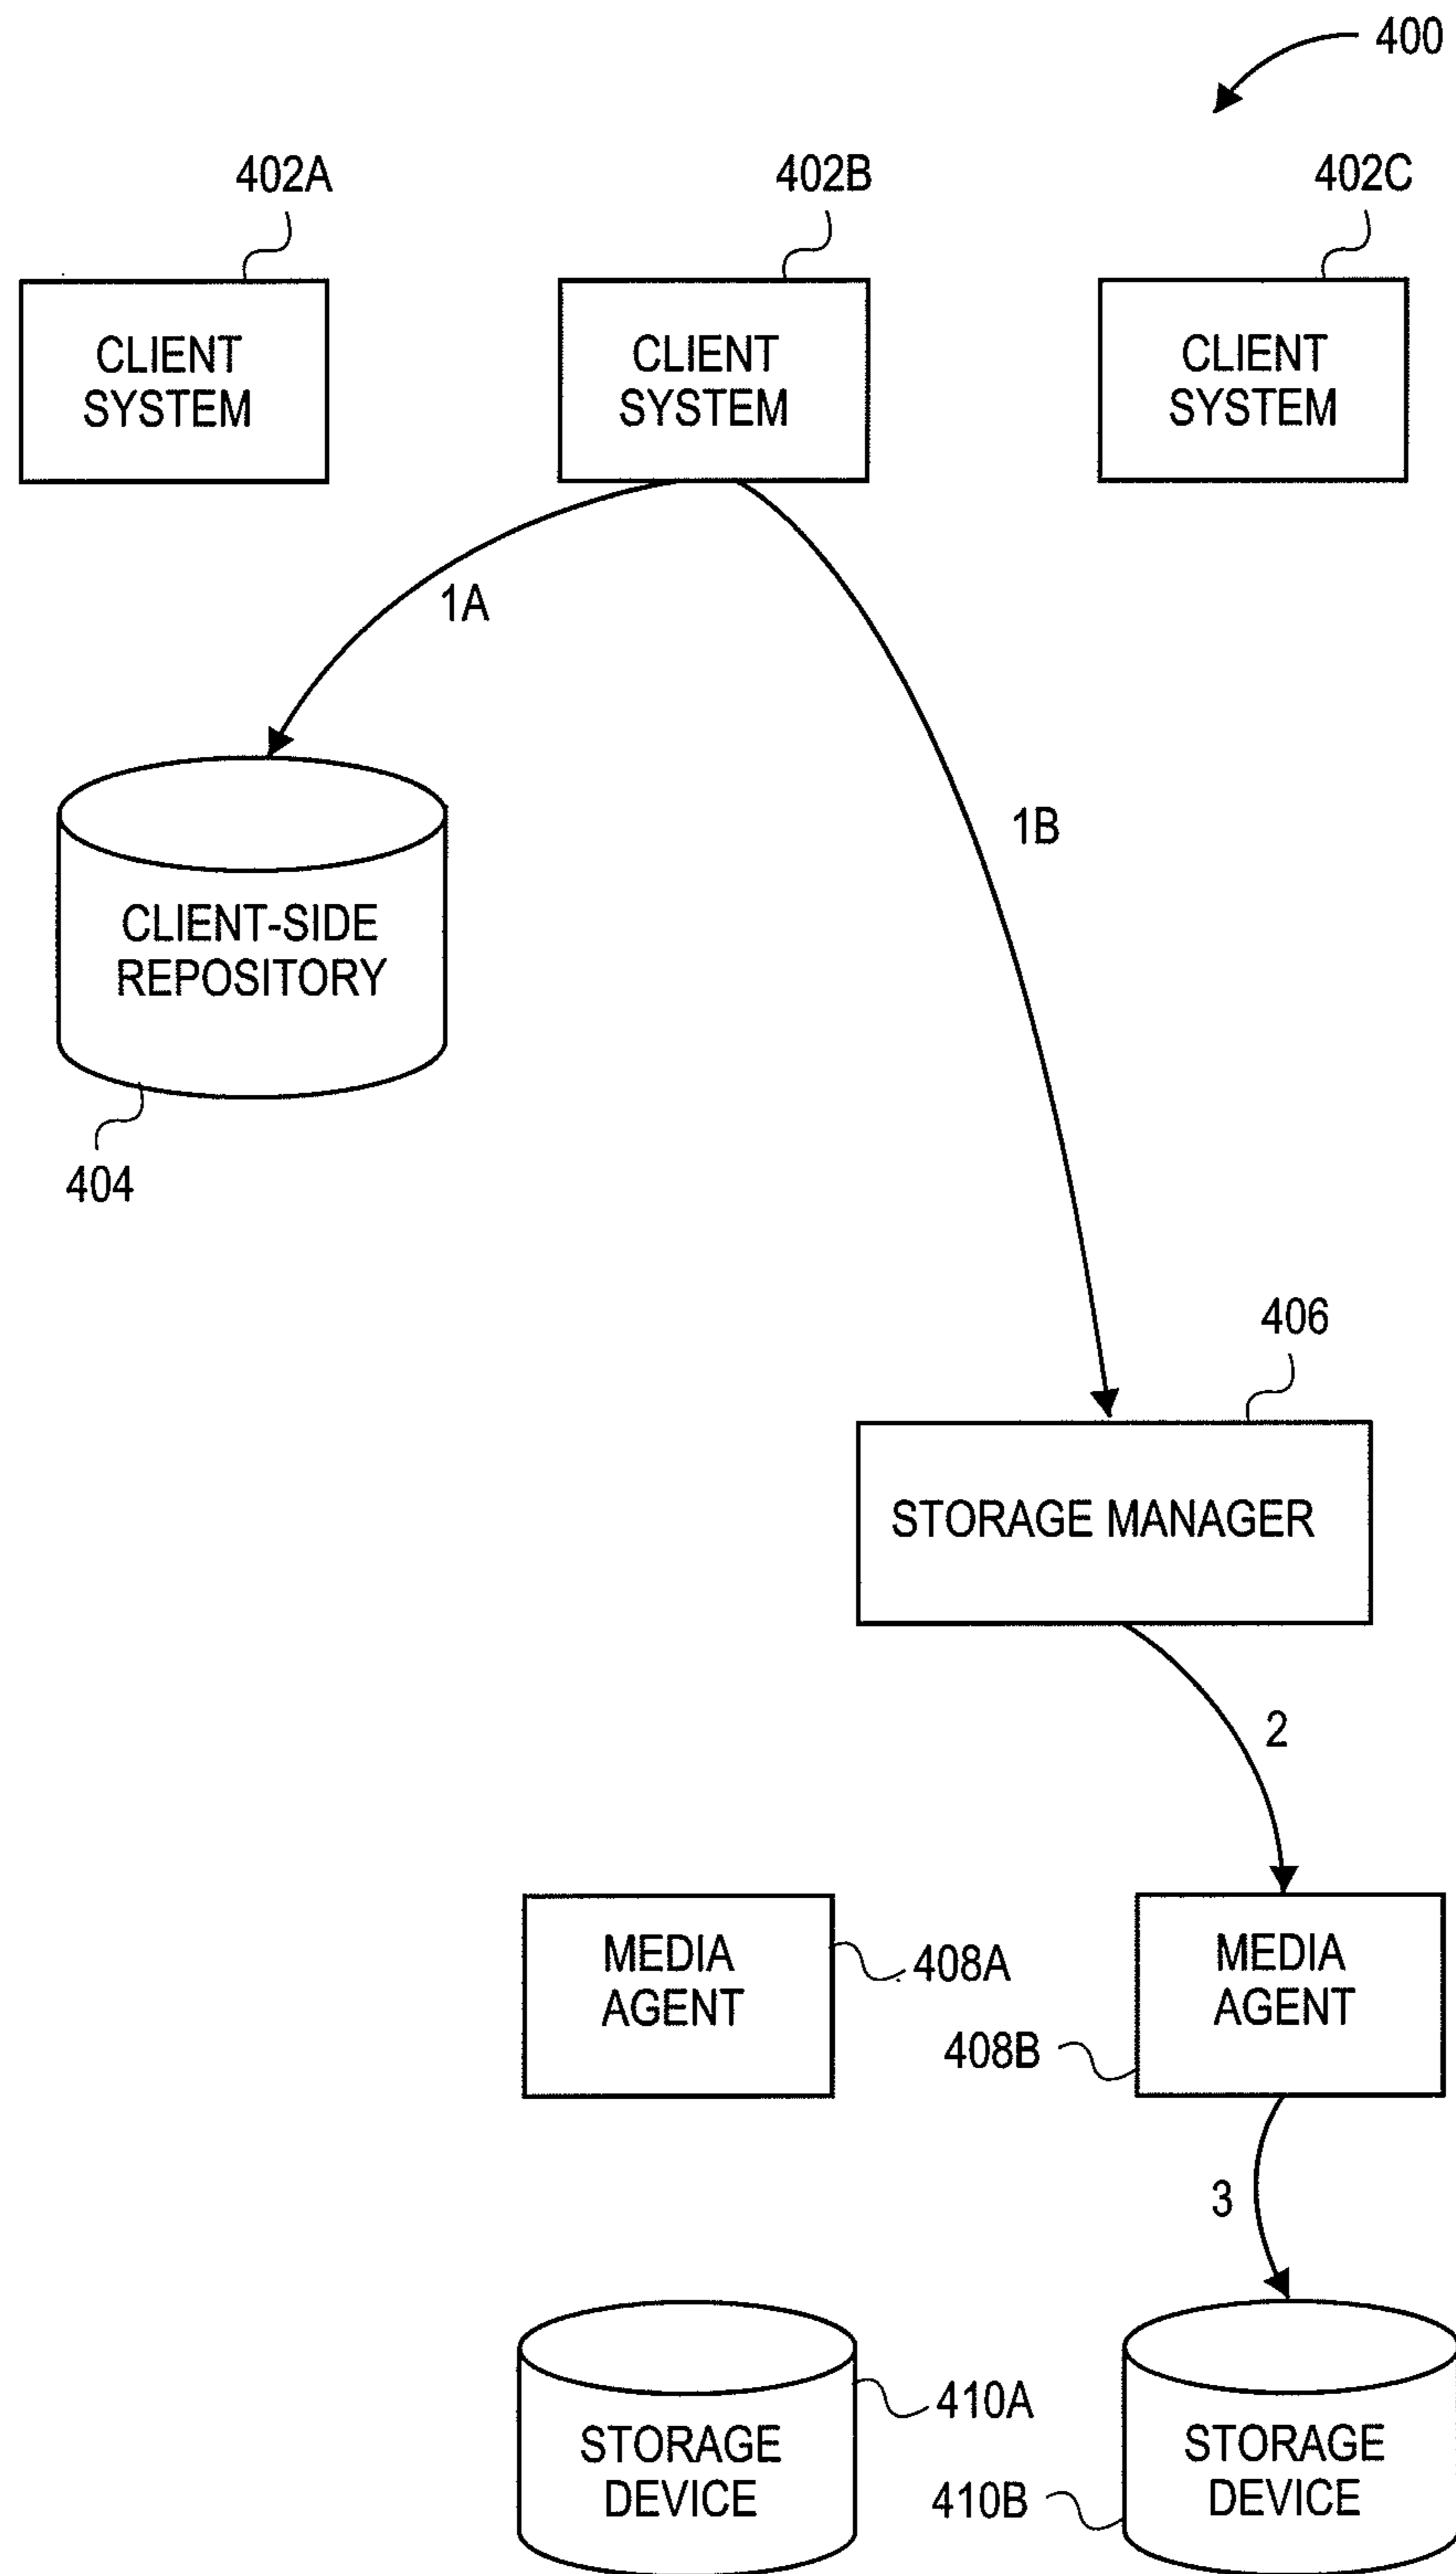 400
402A
402B
402C
CLIENT
SYSTEM
CLIENT
SYSTEM
CLIENT
SYSTEM
1A
1B
CLIENT-SIDE
REPOSITORY
404
406
STORAGE MANAGER
2
MEDIA
AGENT
408A
MEDIA
AGENT
408B
3
STORAGE
DEVICE
410A
STORAGE
DEVICE
410B